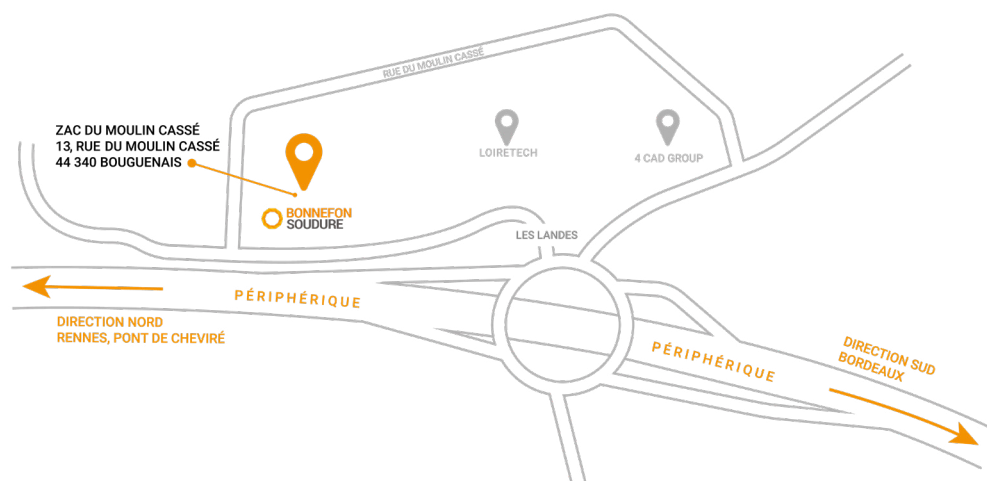 RUE DU MOULIN CASSÉ
ZAC DU MOULIN CASSÉ
13, RUE DU MOULIN CASSÉ
44 340 BOUGUENAIS
LOIRETECH
4 CAD GROUP
BONNEFON
SOUDURE
LES LANDES
PÉRIPHÉRIQUE
DIRECTION NORD
RENNES, PONT DE CHEVIRÉ
PÉRIPHÉRIQUE
DIRECTION SUD
BORDEAUX